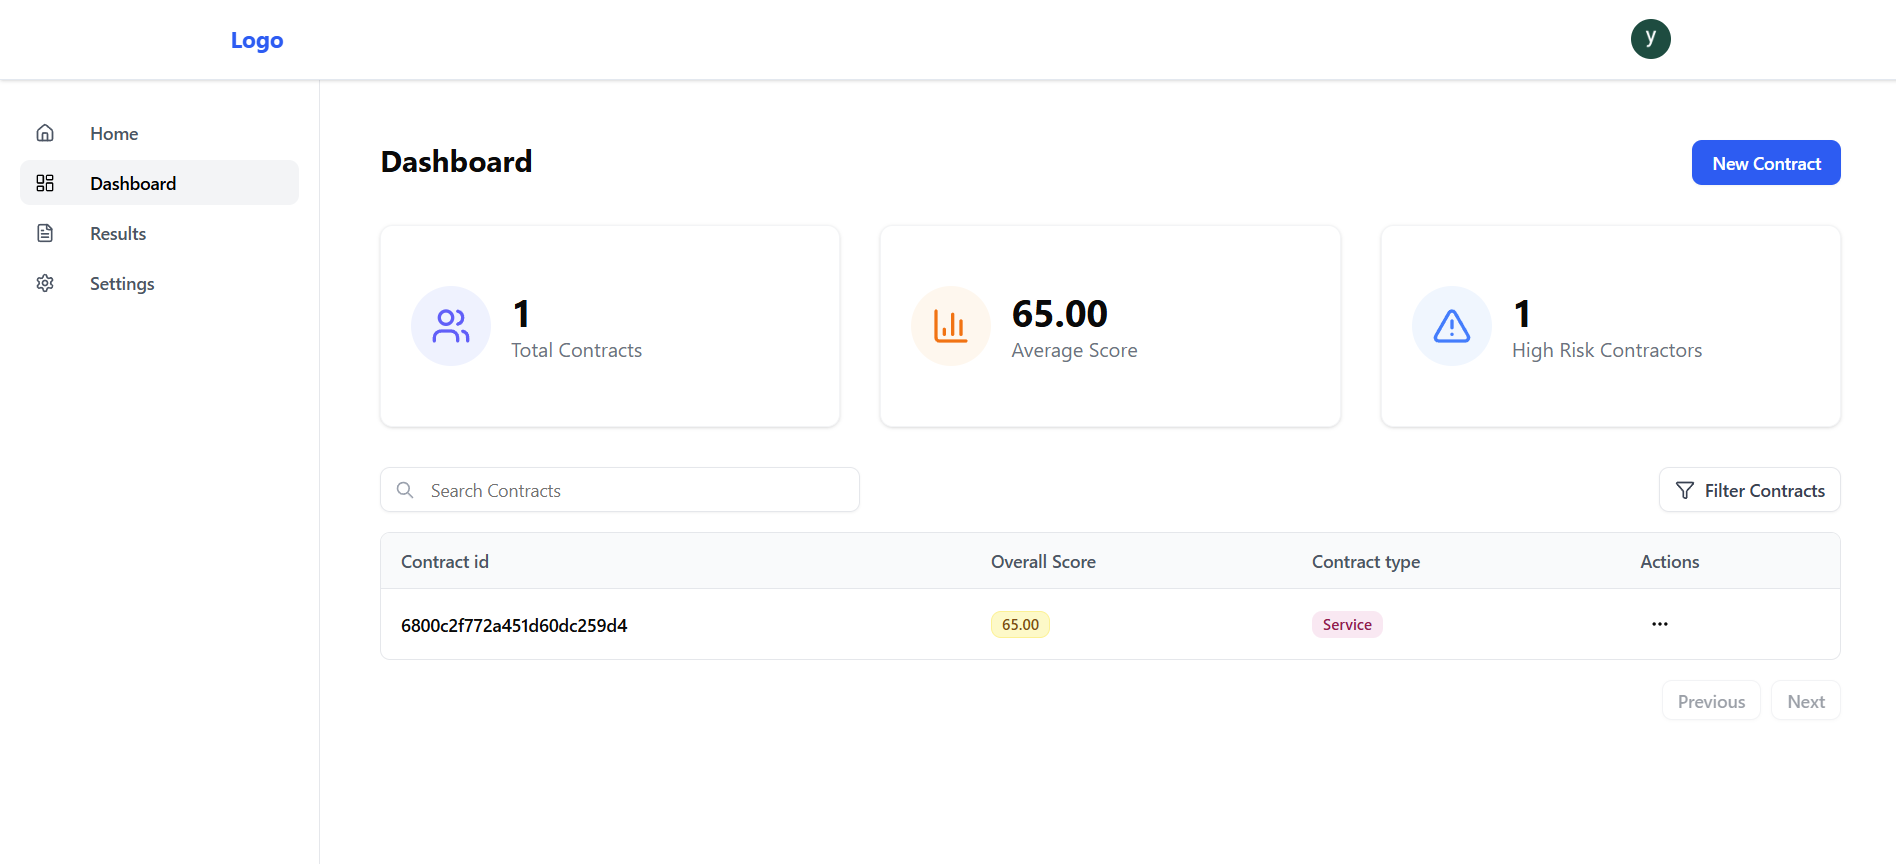 Logo
y
Home
Dashboard
Results
Settings
Dashboard
New Contract
1
Total Contracts
65.00
Average Score
1
High Risk Contractors
Search Contracts
Filter Contracts
Contract id Overall Score Contract type Actions
6800c2f772a451d60dc259d4 65.00 Service ...
Previous Next